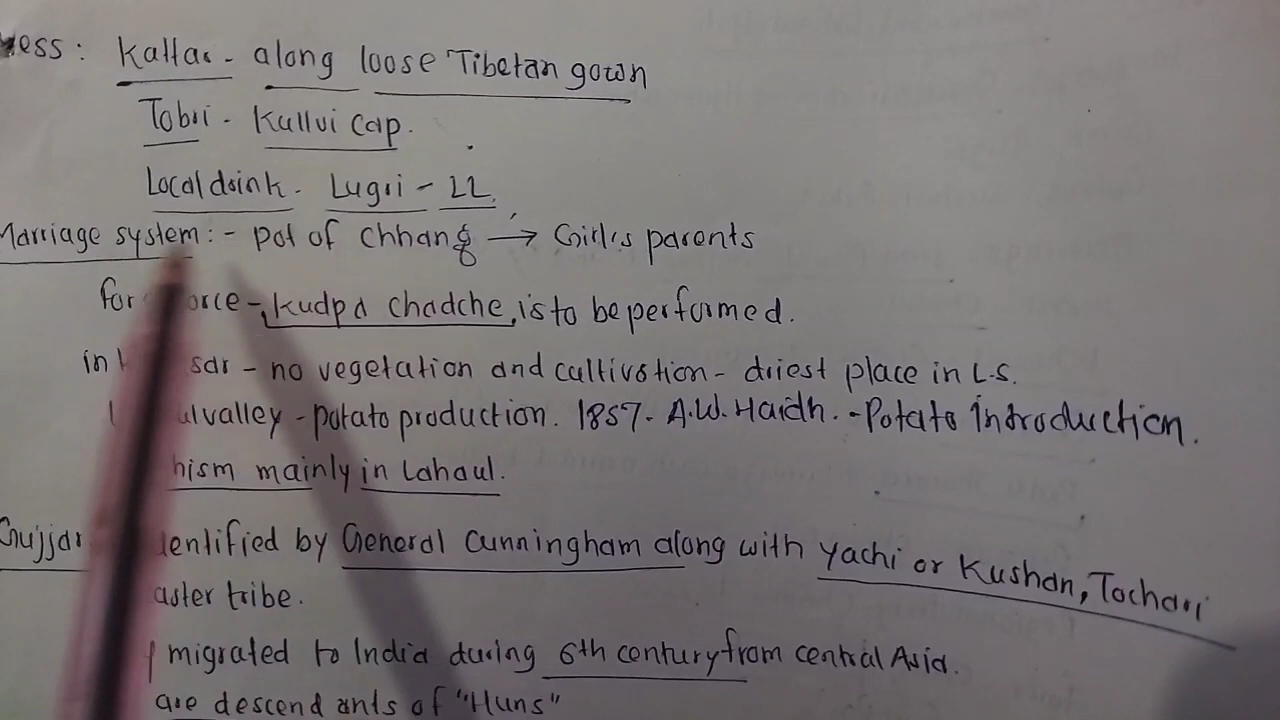 ess: Kattar - along loose Tibetan gown
Tobri - Kullvi cap.
Local drink - Lugri - LL.
Marriage system :- pot of chhang → Girl's parents
for orce - Kudpa chadche, is to be performed.
in sar - no vegetation and cultivation - driest place in L.S.
ulvalley - potato production. 1857 - A.W. Haidh. - Potato Introduction.
hism mainly in Lahaul.
Gujjar entified by General Cunningham along with Yachi or Kushan, Tochari
aster tribe.
migrated to India during 6th century from central Asia.
are descendants of "Huns"